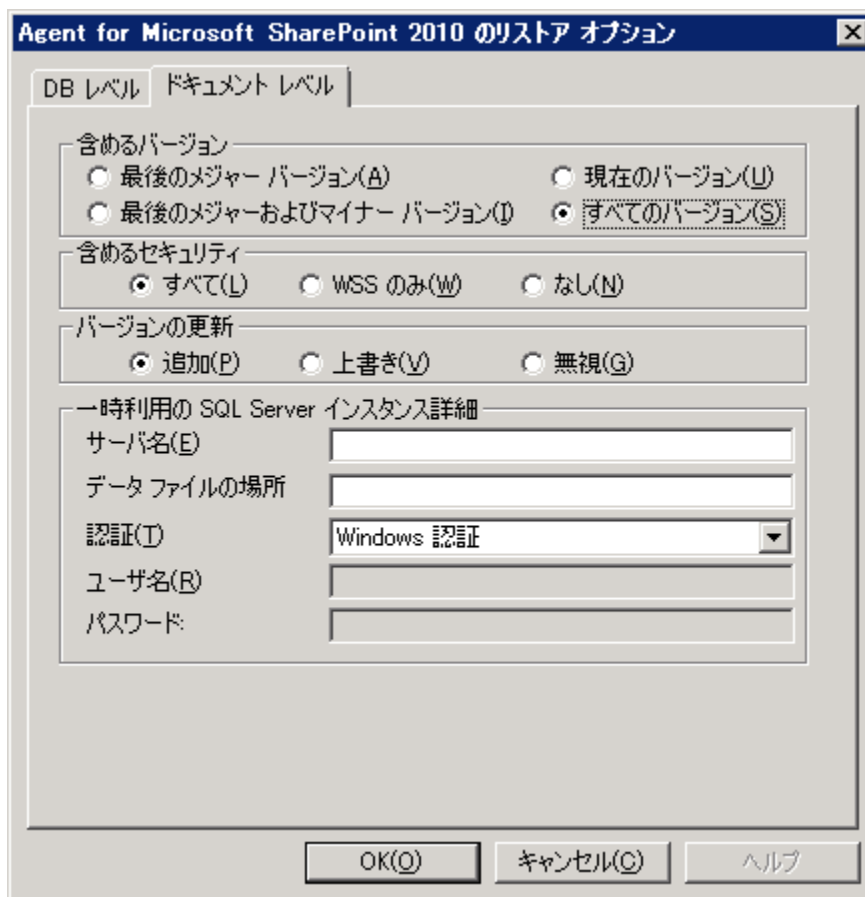 Agent for Microsoft SharePoint 2010 のリストア オプション
DB レベル ドキュメント レベル
含めるバージョン
最後のメジャー バージョン(A) 現在のバージョン(U)
最後のメジャーおよびマイナー バージョン(I) すべてのバージョン(S)
含めるセキュリティ
すべて(L) WSS のみ(W) なし(N)
バージョンの更新
追加(P) 上書き(V) 無視(G)
一時利用の SQL Server インスタンス詳細
サーバ名(E)
データ ファイルの場所
認証(T) Windows 認証
ユーザ名(R)
パスワード:
OK(O) キャンセル(C) ヘルプ